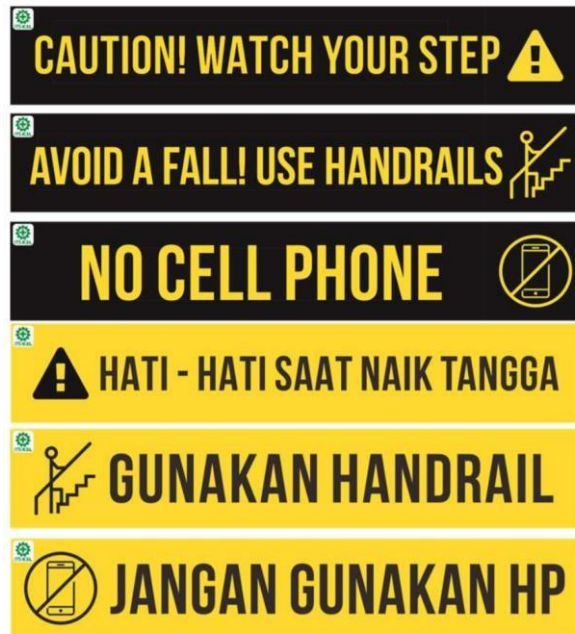 CAUTION! WATCH YOUR STEP
AVOID A FALL! USE HANDRAILS
NO CELL PHONE
HATI - HATI SAAT NAIK TANGGA
GUNAKAN HANDRAIL
JANGAN GUNAKAN HP